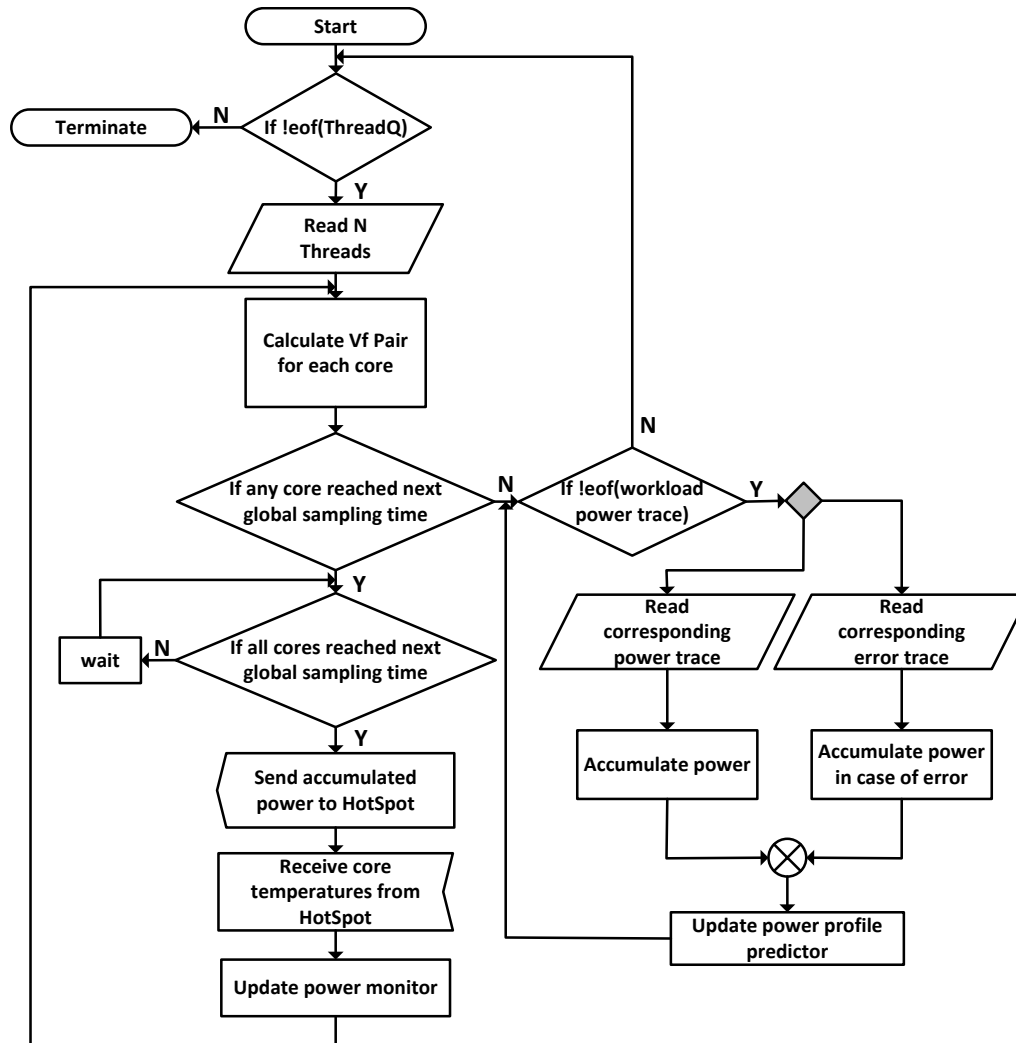 Start
N
Terminate
If !eof(ThreadQ)
Y
Read N
Threads
Calculate Vf Pair
for each core
N
If any core reached next
global sampling time
N
If !eof(workload
power trace)
Y
Y
Read
corresponding
power trace
Read
corresponding
error trace
wait
N
If all cores reached next
global sampling time
Y
Accumulate power
Accumulate power
in case of error
Send accumulated
power to HotSpot
Receive core
temperatures from
HotSpot
Update power profile
predictor
Update power monitor